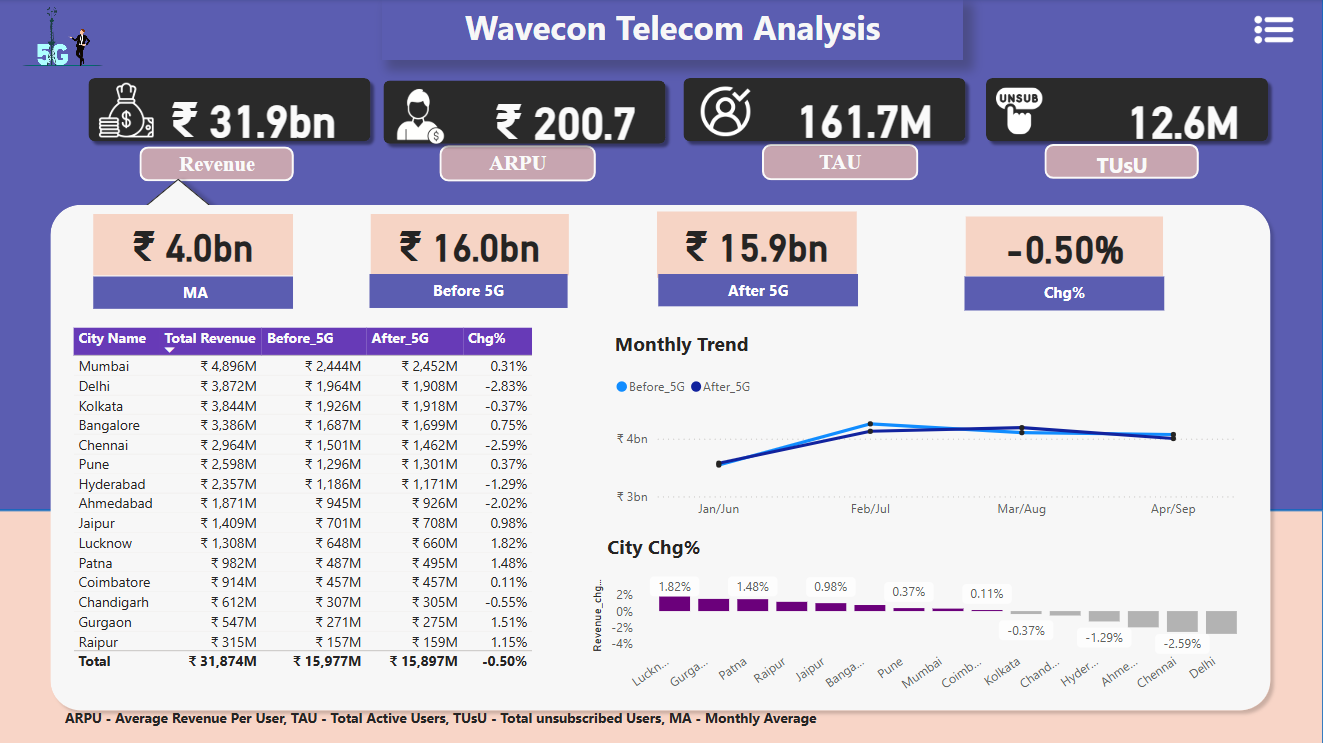 Wavecon Telecom Analysis
5G
₹ 31.9bn
₹ 200.7
161.7M
UNSUB
12.6M
Revenue
ARPU
TAU
TUsU
₹ 4.0bn
₹ 16.0bn
₹ 15.9bn
-0.50%
MA
Before 5G
After 5G
Chg%
City Name Total Revenue Before_5G After_5G Chg%
Mumbai ₹ 4,896M ₹ 2,444M ₹ 2,452M 0.31%
Delhi ₹ 3,872M ₹ 1,964M ₹ 1,908M -2.83%
Kolkata ₹ 3,844M ₹ 1,926M ₹ 1,918M -0.37%
Bangalore ₹ 3,386M ₹ 1,687M ₹ 1,699M 0.75%
Chennai ₹ 2,964M ₹ 1,501M ₹ 1,462M -2.59%
Pune ₹ 2,598M ₹ 1,296M ₹ 1,301M 0.37%
Hyderabad ₹ 2,357M ₹ 1,186M ₹ 1,171M -1.29%
Ahmedabad ₹ 1,871M ₹ 945M ₹ 926M -2.02%
Jaipur ₹ 1,409M ₹ 701M ₹ 708M 0.98%
Lucknow ₹ 1,308M ₹ 648M ₹ 660M 1.82%
Patna ₹ 982M ₹ 487M ₹ 495M 1.48%
Coimbatore ₹ 914M ₹ 457M ₹ 457M 0.11%
Chandigarh ₹ 612M ₹ 307M ₹ 305M -0.55%
Gurgaon ₹ 547M ₹ 271M ₹ 275M 1.51%
Raipur ₹ 315M ₹ 157M ₹ 159M 1.15%
Total ₹ 31,874M ₹ 15,977M ₹ 15,897M -0.50%
Monthly Trend
Before_5G After_5G
₹ 4bn
₹ 3bn
Jan/Jun Feb/Jul Mar/Aug Apr/Sep
City Chg%
Revenue_chg...
2%
0%
-2%
-4%
1.82% 1.48% 0.98% 0.37% 0.11%
-0.37% -1.29% -2.59%
Luckn... Gurga... Patna Raipur Jaipur Banga... Pune Mumbai Coimb... Kolkata Chand... Hyder... Ahme... Chennai Delhi
ARPU - Average Revenue Per User, TAU - Total Active Users, TUsU - Total unsubscribed Users, MA - Monthly Average